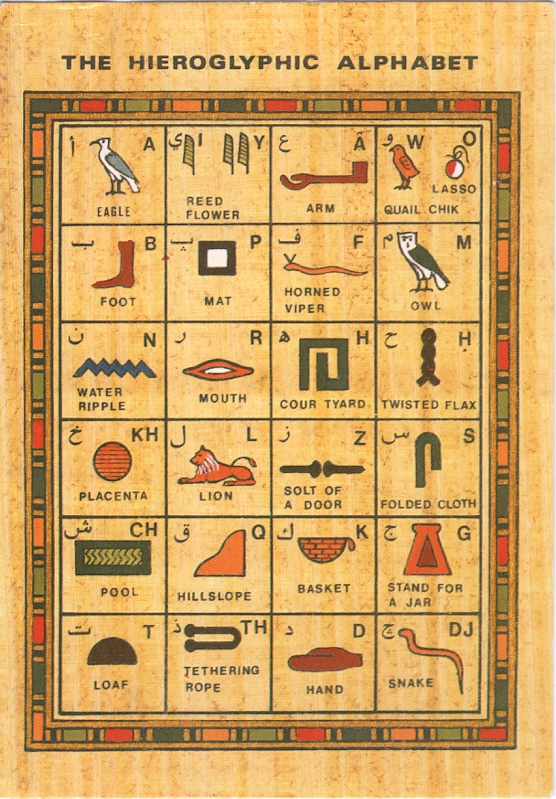 THE HIEROGLYPHIC ALPHABET
أ A
EAGLE
ي I Y
REED
FLOWER
ع Ā
ARM
و W O
LASSO
QUAIL CHIK
ب B
FOOT
پ P
MAT
ف F
HORNED
VIPER
م M
OWL
ن N
WATER
RIPPLE
ر R
MOUTH
ه H
COUR TYARD
ح Ḥ
TWISTED FLAX
خ KH
PLACENTA
ل L
LION
ز Z
SOLT OF
A DOOR
س S
FOLDED CLOTH
ش CH
POOL
ق Q
HILLSLOPE
ك K
BASKET
ج G
STAND FOR
A JAR
ت T
LOAF
ذ TH
TETHERING
ROPE
د D
HAND
چ DJ
SNAKE